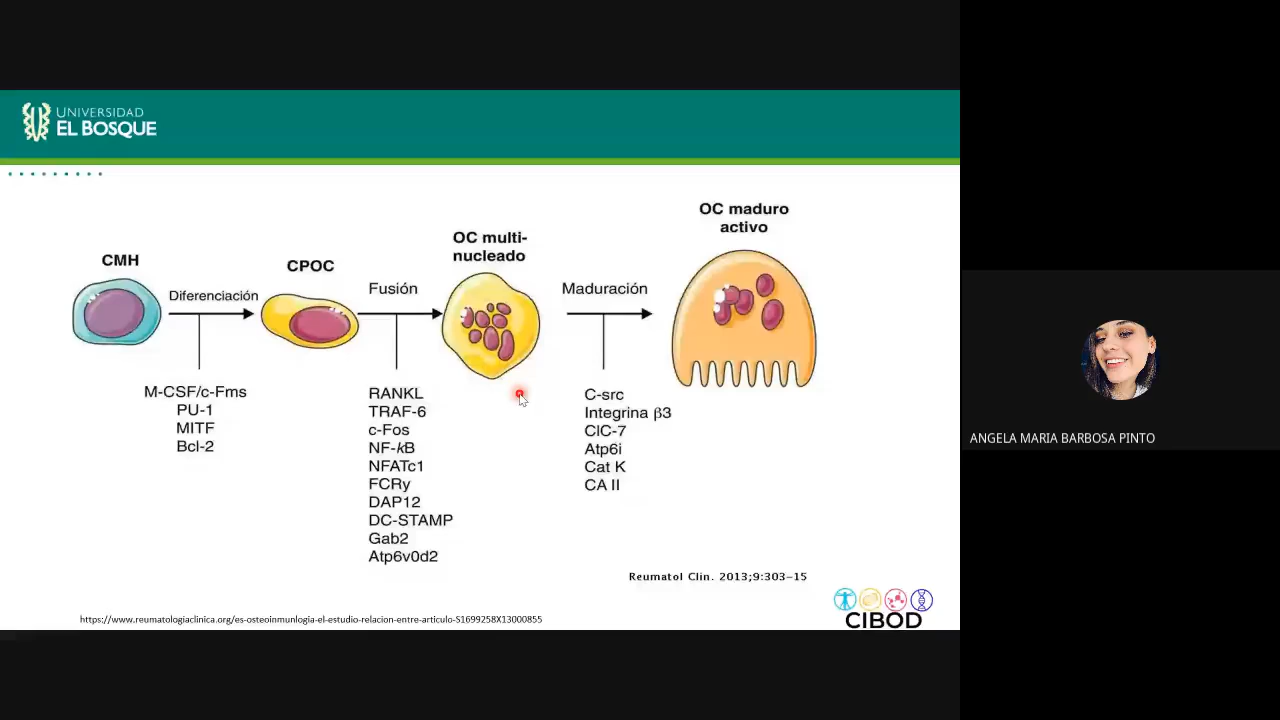 UNIVERSIDAD
EL BOSQUE
CMH
Diferenciación
M-CSF/c-Fms
PU-1
MITF
Bcl-2
CPOC
Fusión
RANKL
TRAF-6
c-Fos
NF-kB
NFATc1
FCRy
DAP12
DC-STAMP
Gab2
Atp6v0d2
OC multi-
nucleado
Maduración
C-src
Integrina β3
ClC-7
Atp6i
Cat K
CA II
OC maduro
activo
Reumatol Clin. 2013;9:303–15
https://www.reumatologiaclinica.org/es-osteoinmunlogia-el-estudio-relacion-entre-articulo-S1699258X13000855
CIBOD
ANGELA MARIA BARBOSA PINTO